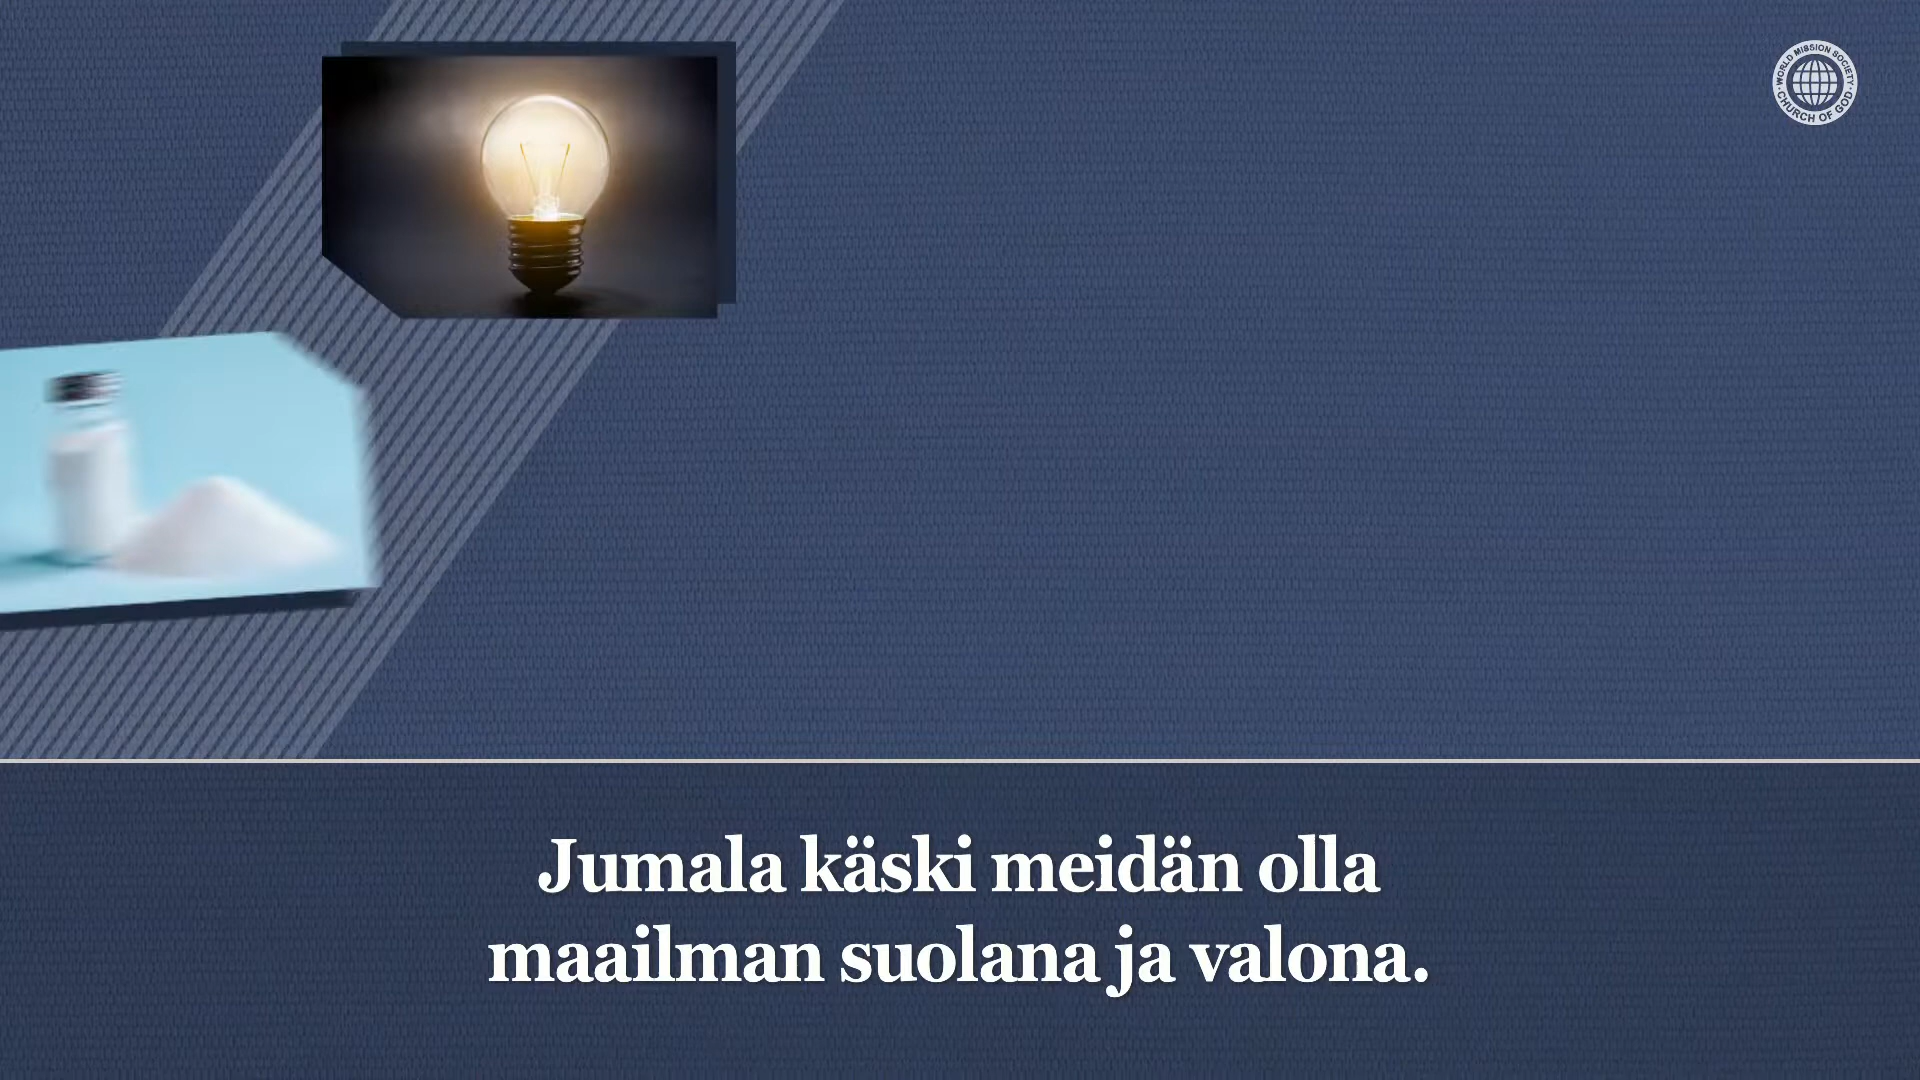 WORLD MISSION SOCIETY
CHURCH OF GOD
Jumala käski meidän olla
maailman suolana ja valona.